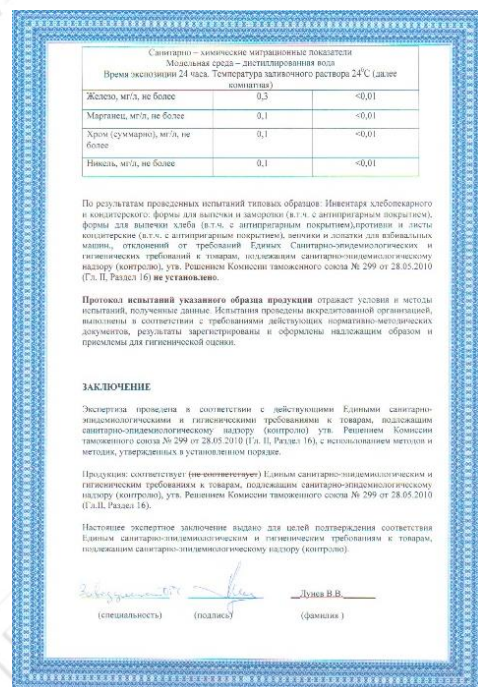 Санитарно – химические миграционные показатели
Модельная среда – дистиллированная вода
Время экспозиции 24 часа. Температура заливочного раствора 24⁰С (далее
комнатная)
Железо, мг/л, не более 0,3 <0,01
Марганец, мг/л, не более 0,1 <0,01
Хром (суммарно), мг/л, не
более 0,1 <0,01
Никель, мг/л, не более 0,1 <0,01
По результатам проведенных испытаний типовых образцов: Инвентаря хлебопекарного
и кондитерского: формы для выпечки и заморозки (в.т.ч. с антипригарным покрытием),
формы для выпечки хлеба (в.т.ч. с антипригарным покрытием),противни и листы
кондитерские (в.т.ч. с антипригарным покрытием), венчики и лопатки для взбивальных
машин., отклонений от требований Единых Санитарно-эпидемиологических и
гигиенических требований к товарам, подлежащим санитарно-эпидемиологическому
надзору (контролю), утв. Решением Комиссии таможенного союза № 299 от 28.05.2010
(Гл. II, Раздел 16) не установлено.
Протокол испытаний указанного образца продукции отражает условия и методы
испытаний, полученные данные. Испытания проведены аккредитованной организацией,
выполнены в соответствии с требованиями действующих нормативно-методических
документов, результаты зарегистрированы и оформлены надлежащим образом и
приемлемы для гигиенической оценки.
ЗАКЛЮЧЕНИЕ
Экспертиза проведена в соответствии с действующими Едиными санитарно-
эпидемиологическими и гигиеническими требованиями к товарам, подлежащим
санитарно-эпидемиологическому надзору (контролю) утв. Решением Комиссии
таможенного союза № 299 от 28.05.2010 (Гл. II, Раздел 16), с использованием методов и
методик, утвержденных в установленном порядке.
Продукция: соответствует (не соответствует) Единым санитарно-эпидемиологическим и
гигиеническим требованиям к товарам, подлежащим санитарно-эпидемиологическому
надзору (контролю), утв. Решением Комиссии таможенного союза № 299 от 28.05.2010
(Гл.II, Раздел 16).
Настоящее экспертное заключение выдано для целей подтверждения соответствия
Единым санитарно-эпидемиологическим и гигиеническим требованиям к товарам,
подлежащим санитарно-эпидемиологическому надзору (контролю).
Лунев В.В.
(специальность) (подпись) (фамилия )